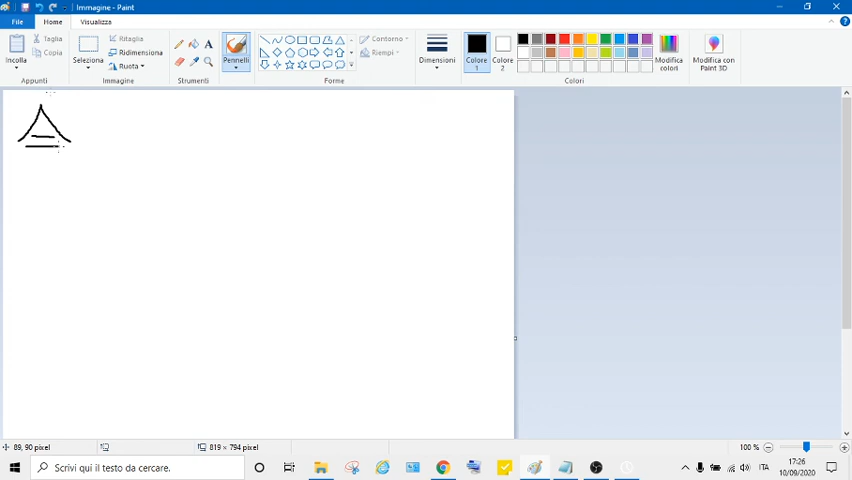 Immagine - Paint
File Home Visualizza
Incolla
Taglia
Copia
Appunti
Seleziona
Ritaglia
Ridimensiona
Ruota
Immagine
A
Strumenti
Pennelli
Contorno
Riempi
Forme
Dimensioni
Colore 1
Colore 2
Modifica colori
Colori
Modifica con Paint 3D
89, 90 pixel
819 × 794 pixel
100 %
Scrivi qui il testo da cercare.
ITA
17:26
10/09/2020